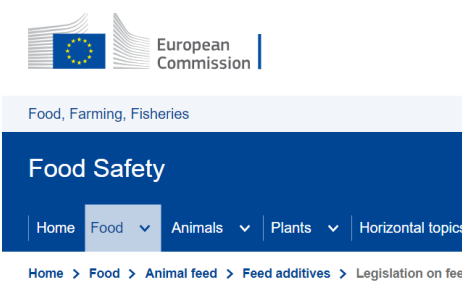 European
Commission
Food, Farming, Fisheries
Food Safety
Home Food Animals Plants Horizontal topics
Home > Food > Animal feed > Feed additives > Legislation on fee